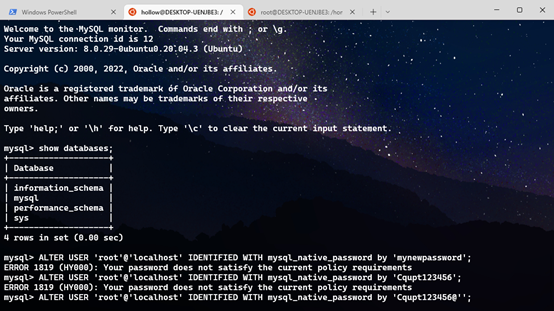 Windows PowerShell
hollow@DESKTOP-UENJBE3: /
root@DESKTOP-UENJBE3: /hor
Welcome to the MySQL monitor.  Commands end with ; or \g.
Your MySQL connection id is 12
Server version: 8.0.29-0ubuntu0.20.04.3 (Ubuntu)
Copyright (c) 2000, 2022, Oracle and/or its affiliates.
Oracle is a registered trademark of Oracle Corporation and/or its
affiliates. Other names may be trademarks of their respective
owners.
Type 'help;' or '\h' for help. Type '\c' to clear the current input statement.
mysql> show databases;
+--------------------+
| Database           |
+--------------------+
| information_schema |
| mysql              |
| performance_schema |
| sys                |
+--------------------+
4 rows in set (0.00 sec)
mysql> ALTER USER 'root'@'localhost' IDENTIFIED WITH mysql_native_password by 'mynewpassword';
ERROR 1819 (HY000): Your password does not satisfy the current policy requirements
mysql> ALTER USER 'root'@'localhost' IDENTIFIED WITH mysql_native_password by 'Cqupt123456';
ERROR 1819 (HY000): Your password does not satisfy the current policy requirements
mysql> ALTER USER 'root'@'localhost' IDENTIFIED WITH mysql_native_password by 'Cqupt123456@'';